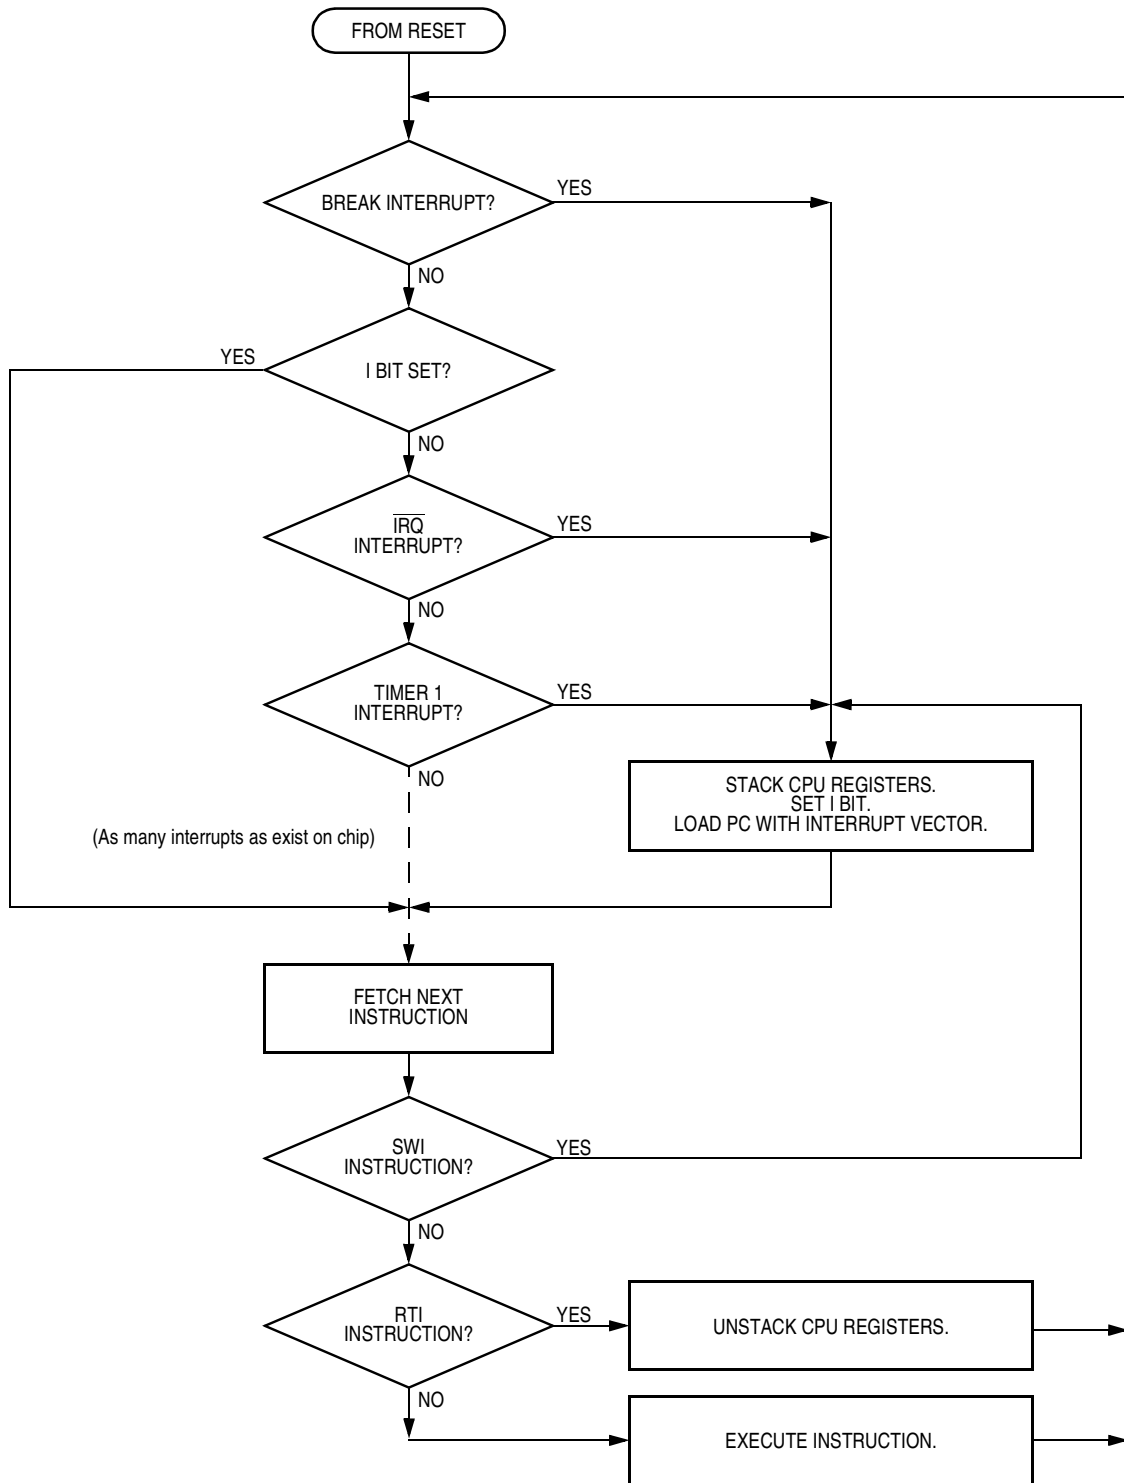 FROM RESET
BREAK INTERRUPT?
YES
NO
YES
I BIT SET?
NO
IRQ
INTERRUPT?
YES
NO
TIMER 1
INTERRUPT?
YES
NO
STACK CPU REGISTERS.
SET I BIT.
LOAD PC WITH INTERRUPT VECTOR.
(As many interrupts as exist on chip)
FETCH NEXT
INSTRUCTION
SWI
INSTRUCTION?
YES
NO
RTI
INSTRUCTION?
YES
UNSTACK CPU REGISTERS.
NO
EXECUTE INSTRUCTION.